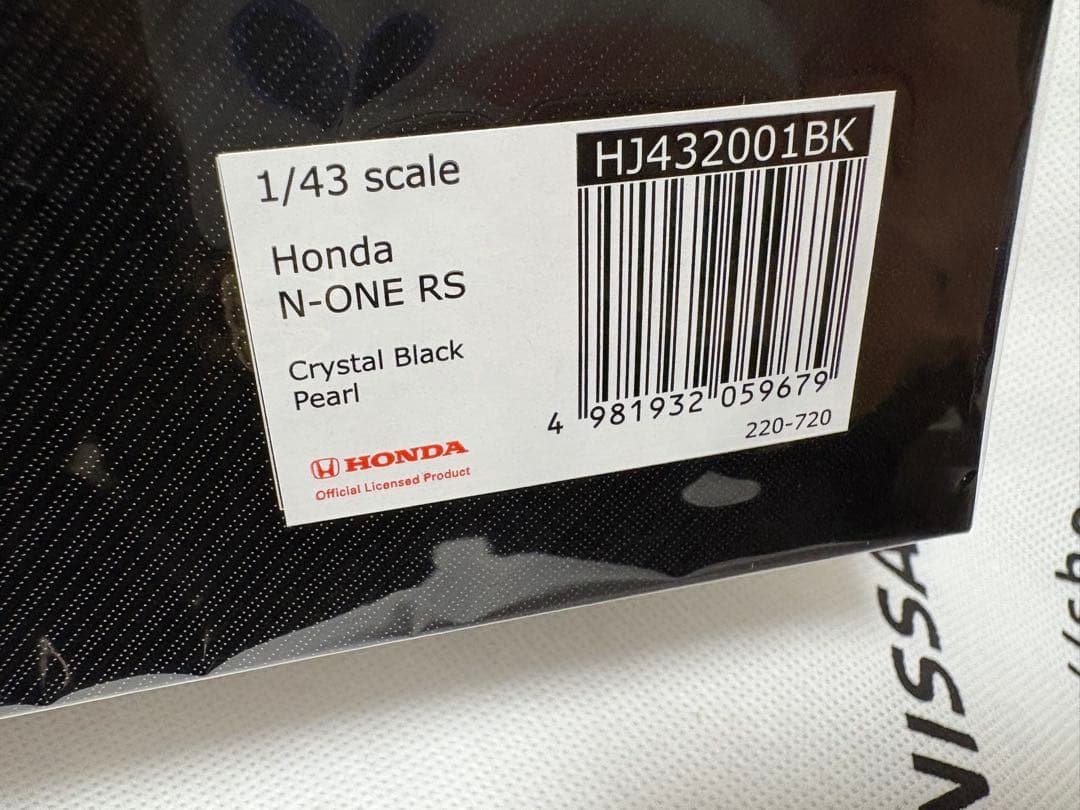 1/43 scale
Honda
N-ONE RS
Crystal Black
Pearl
HONDA
Official Licensed Product
HJ432001BK
4 981932 059679
220-720
NISSA